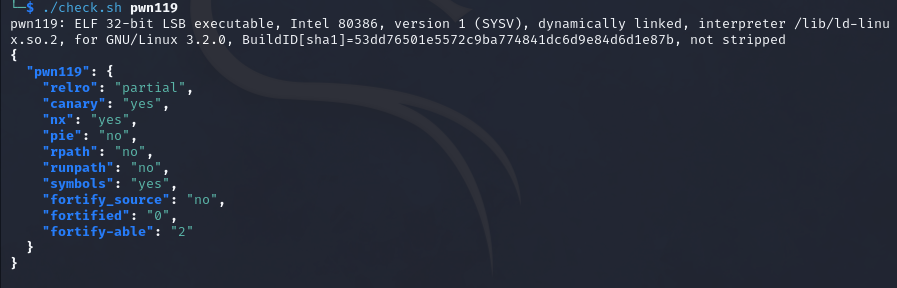 └─$ ./check.sh pwn119
pwn119: ELF 32-bit LSB executable, Intel 80386, version 1 (SYSV), dynamically linked, interpreter /lib/ld-linu
x.so.2, for GNU/Linux 3.2.0, BuildID[sha1]=53dd76501e5572c9ba774841dc6d9e84d6d1e87b, not stripped
{
  "pwn119": {
    "relro": "partial",
    "canary": "yes",
    "nx": "yes",
    "pie": "no",
    "rpath": "no",
    "runpath": "no",
    "symbols": "yes",
    "fortify_source": "no",
    "fortified": "0",
    "fortify-able": "2"
  }
}